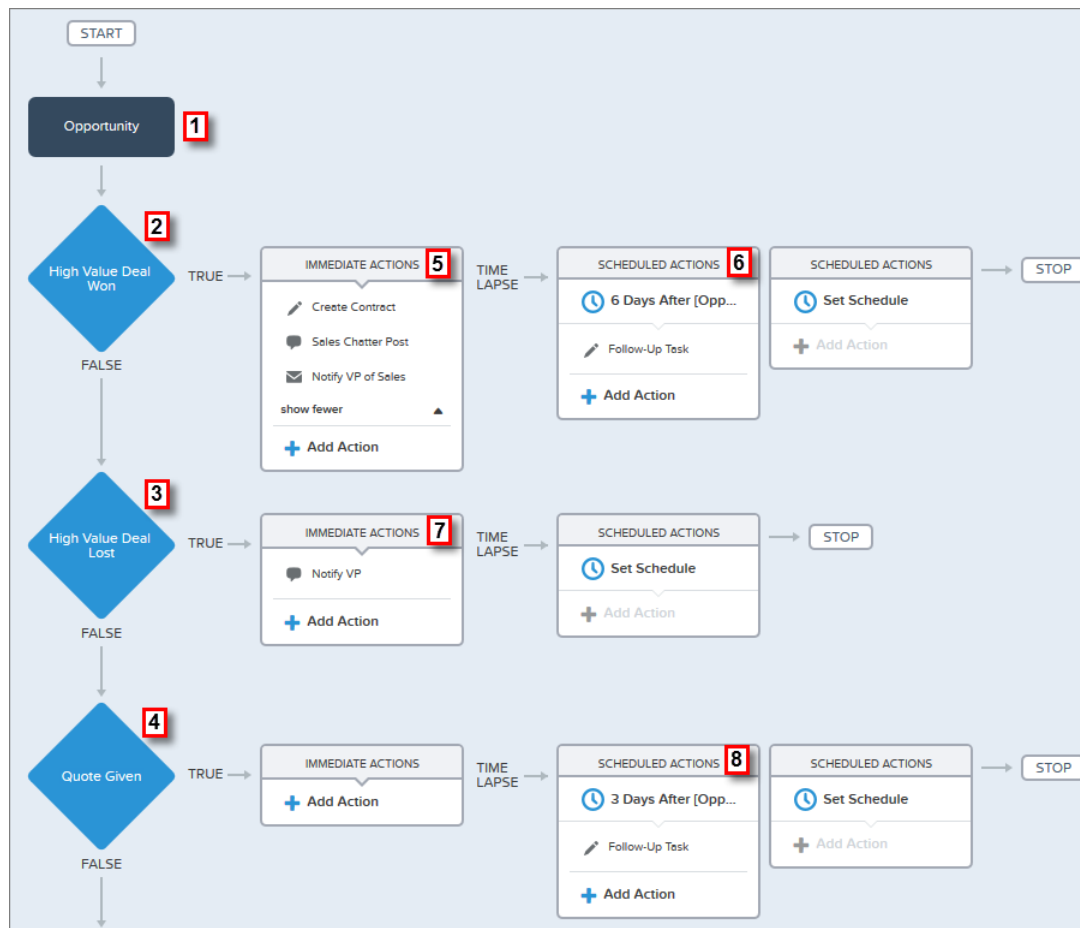 START
Opportunity
1
2
High Value Deal
Won
TRUE
IMMEDIATE ACTIONS
5
Create Contract
Sales Chatter Post
Notify VP of Sales
show fewer
Add Action
TIME
LAPSE
SCHEDULED ACTIONS
6
6 Days After [Opp...
Follow-Up Task
Add Action
SCHEDULED ACTIONS
Set Schedule
Add Action
STOP
FALSE
3
High Value Deal
Lost
TRUE
IMMEDIATE ACTIONS
7
Notify VP
Add Action
TIME
LAPSE
SCHEDULED ACTIONS
Set Schedule
Add Action
STOP
FALSE
4
Quote Given
TRUE
IMMEDIATE ACTIONS
Add Action
TIME
LAPSE
SCHEDULED ACTIONS
8
3 Days After [Opp...
Follow-Up Task
Add Action
SCHEDULED ACTIONS
Set Schedule
Add Action
STOP
FALSE